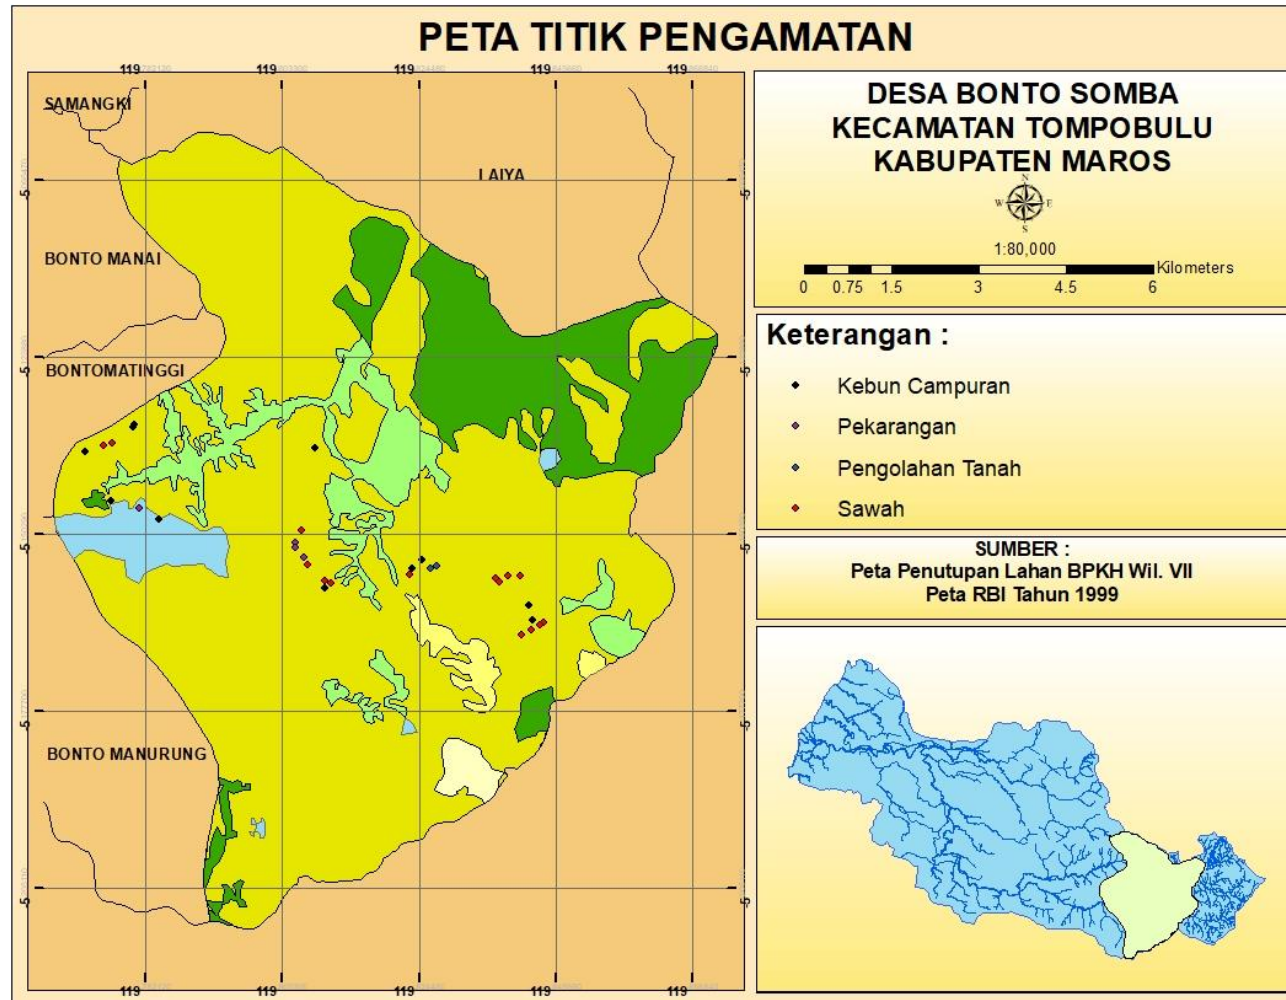 PETA TITIK PENGAMATAN
119 119 119 119 119
SAMANGKI
LAIYA
BONTO MANAI
BONTOMATINGGI
BONTO MANURUNG
119 119 119 119 119
DESA BONTO SOMBA
KECAMATAN TOMPOBULU
KABUPATEN MAROS
N
W E
S
1:80,000
Kilometers
0 0.75 1.5 3 4.5 6
Keterangan :
Kebun Campuran
Pekarangan
Pengolahan Tanah
Sawah
SUMBER :
Peta Penutupan Lahan BPKH Wil. VII
Peta RBI Tahun 1999